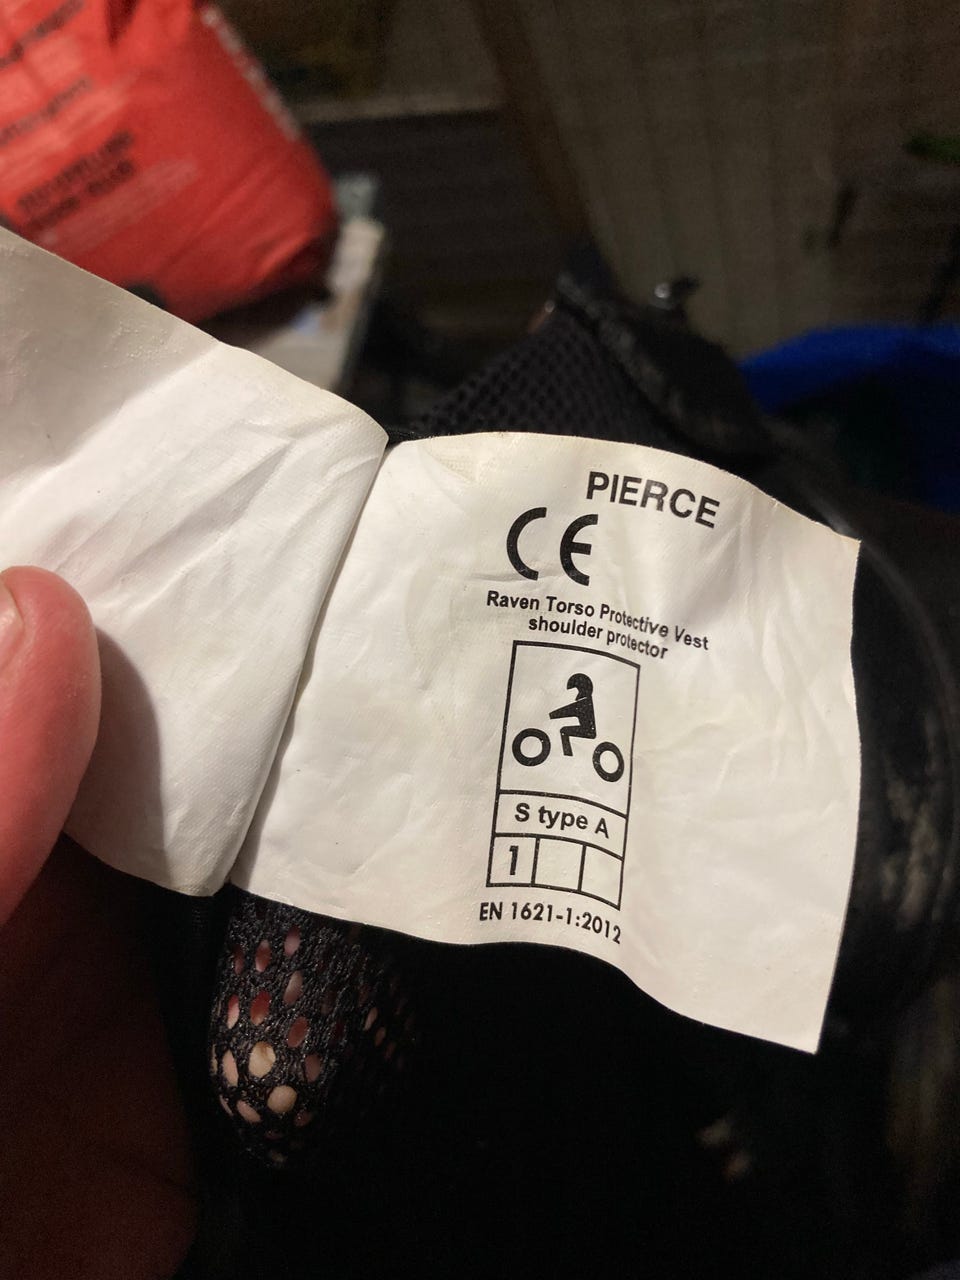 PIERCE
CE
Raven Torso Protective Vest
shoulder protector
S type A
1
EN 1621-1:2012